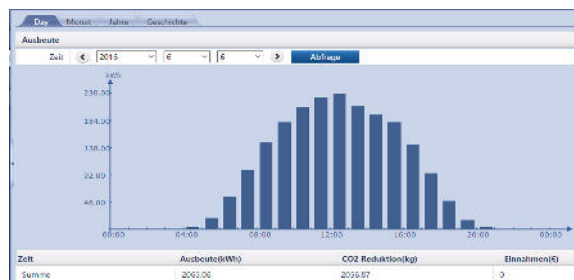 Day Monat Jahre Geschichte
Ausbeute
Zeit 2016 6 6 Abfrage
kWh
230.00
184.00
138.00
92.00
46.00
00:00 04:00 08:00 12:00 16:00 20:00 00:00
Zeit Ausbeute(kWh) CO2 Reduktion(kg) Einnahmen(€)
Summe 2063.06 2056.87 0